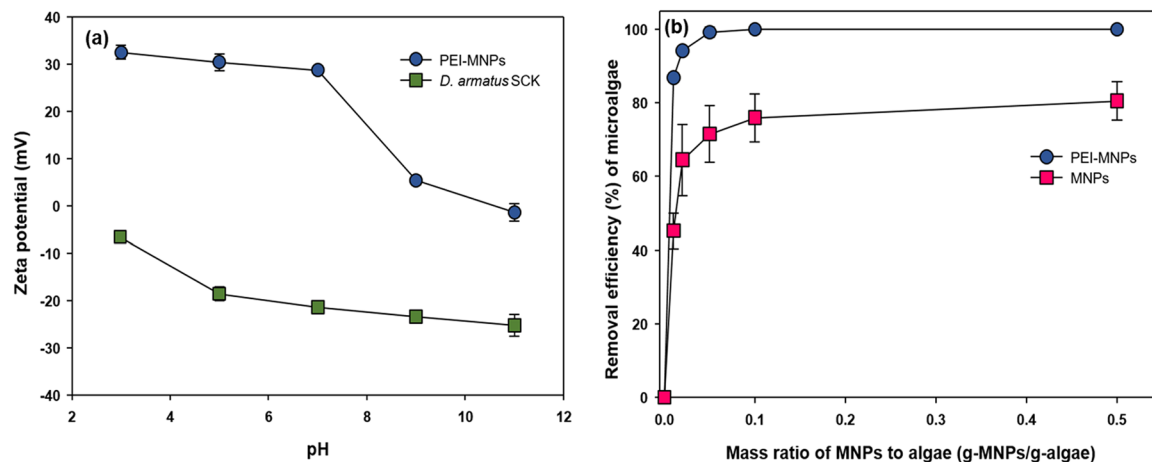 (a)
PEI-MNPs
D. armatus SCK
Zeta potential (mV)
40
30
20
10
0
-10
-20
-30
-40
2
4
6
8
10
12
pH
(b)
PEI-MNPs
MNPs
Removal efficiency (%) of microalgae
100
80
60
40
20
0
0.0
0.1
0.2
0.3
0.4
0.5
Mass ratio of MNPs to algae (g-MNPs/g-algae)